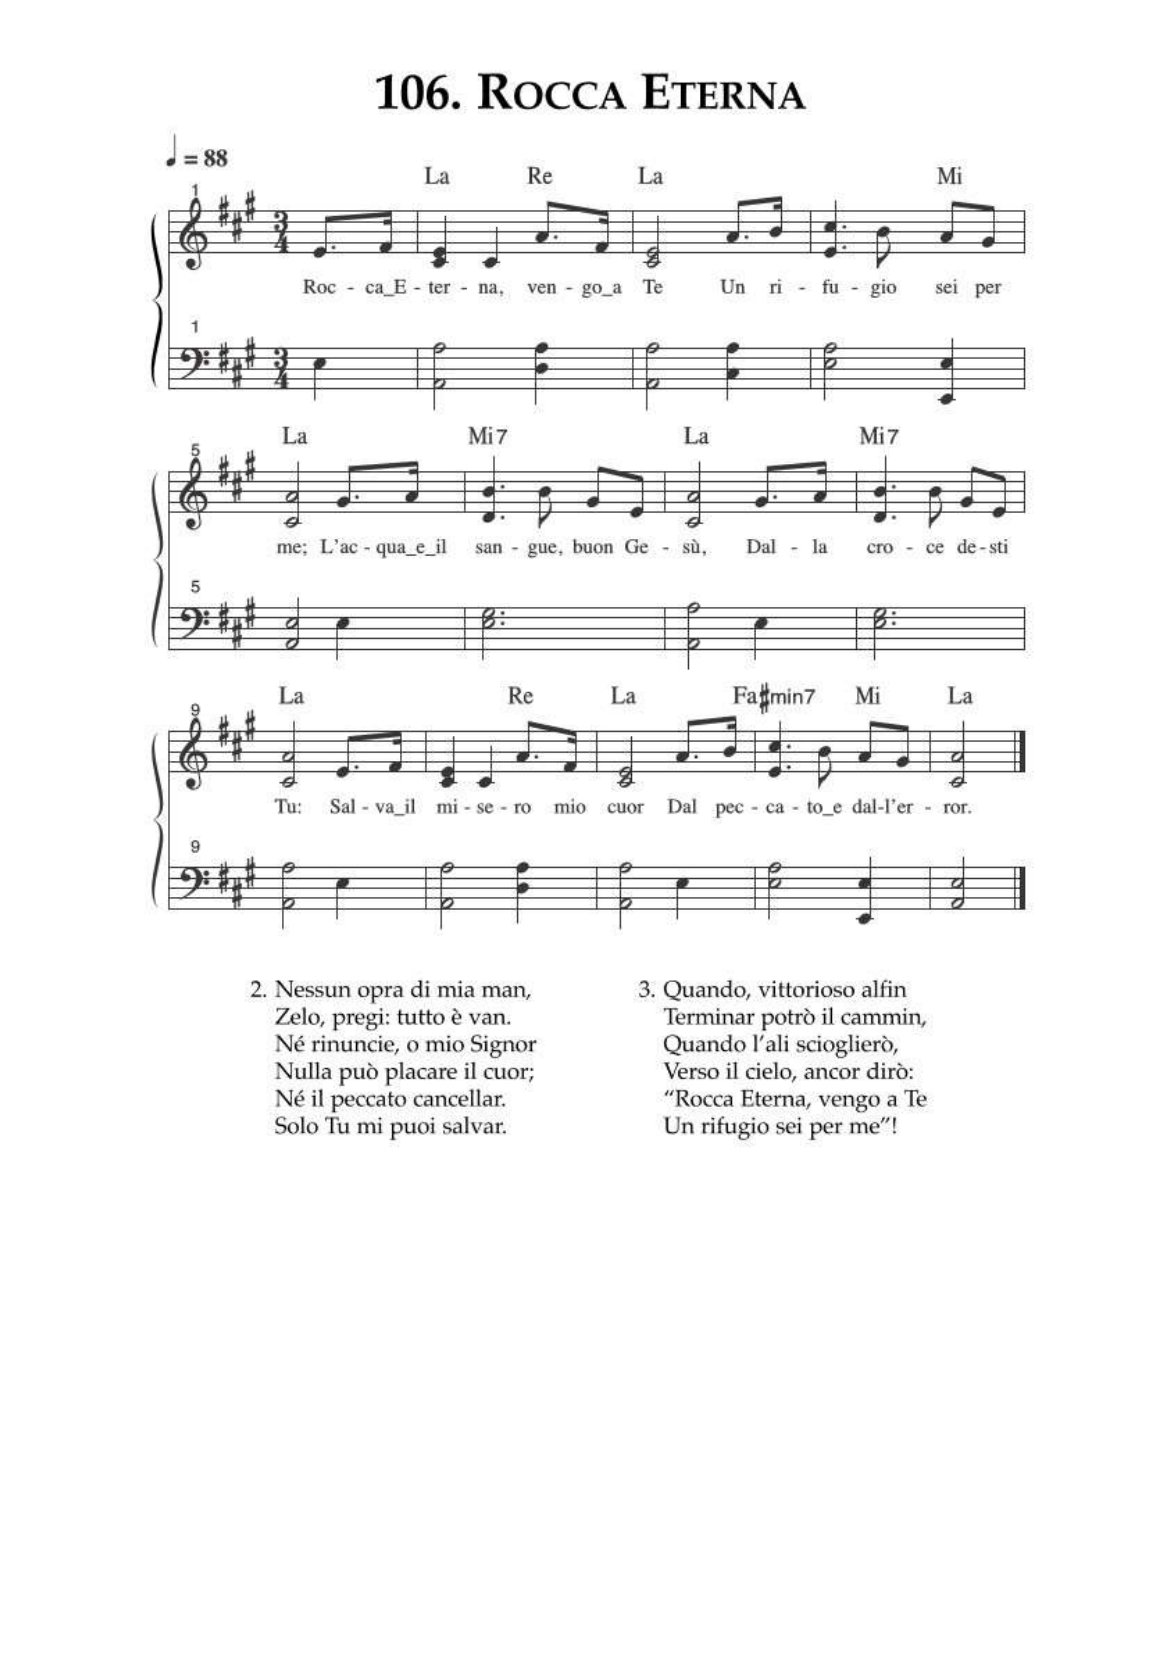 106. Rocca Eterna
= 88
La Re La Mi
1
3 4
Roc - ca_E - ter - na, ven - go_a Te Un ri - fu - gio sei per
1
3 4
La Mi7 La Mi7
5
me; L'ac - qua_e_il san - gue, buon Ge - sù, Dal - la cro - ce de - sti
5
La Re La Fa#min7 Mi La
9
Tu: Sal - va_il mi - se - ro mio cuor Dal pec - ca - to_e dal-l'er - ror.
9
2. Nessun opra di mia man,
Zelo, pregi: tutto è van.
Né rinuncie, o mio Signor
Nulla può placare il cuor;
Né il peccato cancellar.
Solo Tu mi puoi salvar.
3. Quando, vittorioso alfin
Terminar potrò il cammin,
Quando l'ali scioglierò,
Verso il cielo, ancor dirò:
“Rocca Eterna, vengo a Te
Un rifugio sei per me”!